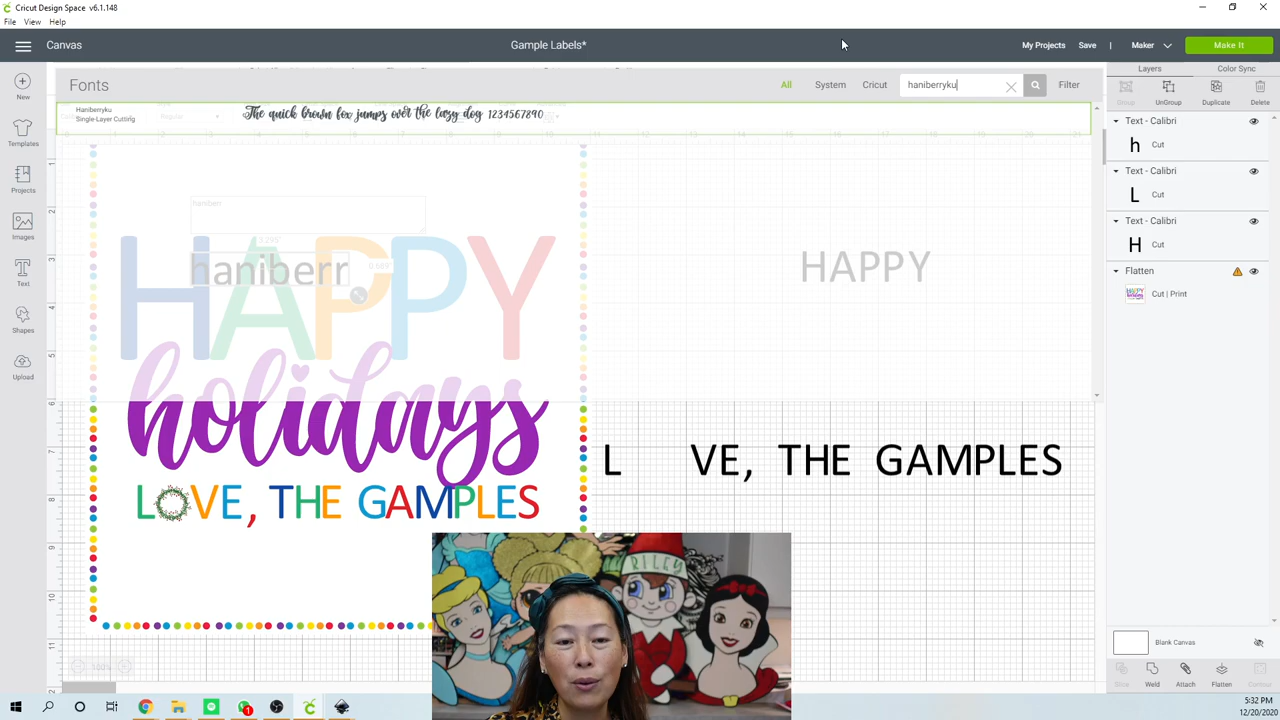 Cricut Design Space v6.1.148
File View Help
Canvas
Gample Labels*
My Projects Save | Maker Make It
Layers Color Sync
Fonts
All System Cricut haniberryku Filter
Haniberryku
Single-Layer Cutting
The quick brown fox jumps over the lazy dog 1234567890
Group UnGroup Duplicate Delete
New
Templates
Projects
Images
Text
Shapes
Upload
Text - Calibri
h Cut
Text - Calibri
L Cut
Text - Calibri
H Cut
Flatten
Cut | Print
haniberr
haniberr
HAPPY
holidays
LOVE, THE GAMPLES
HAPPY
L VE, THE GAMPLES
RILEY
100%
Blank Canvas
Slice Weld Attach Flatten Contour
5:32 PM
12/20/2020